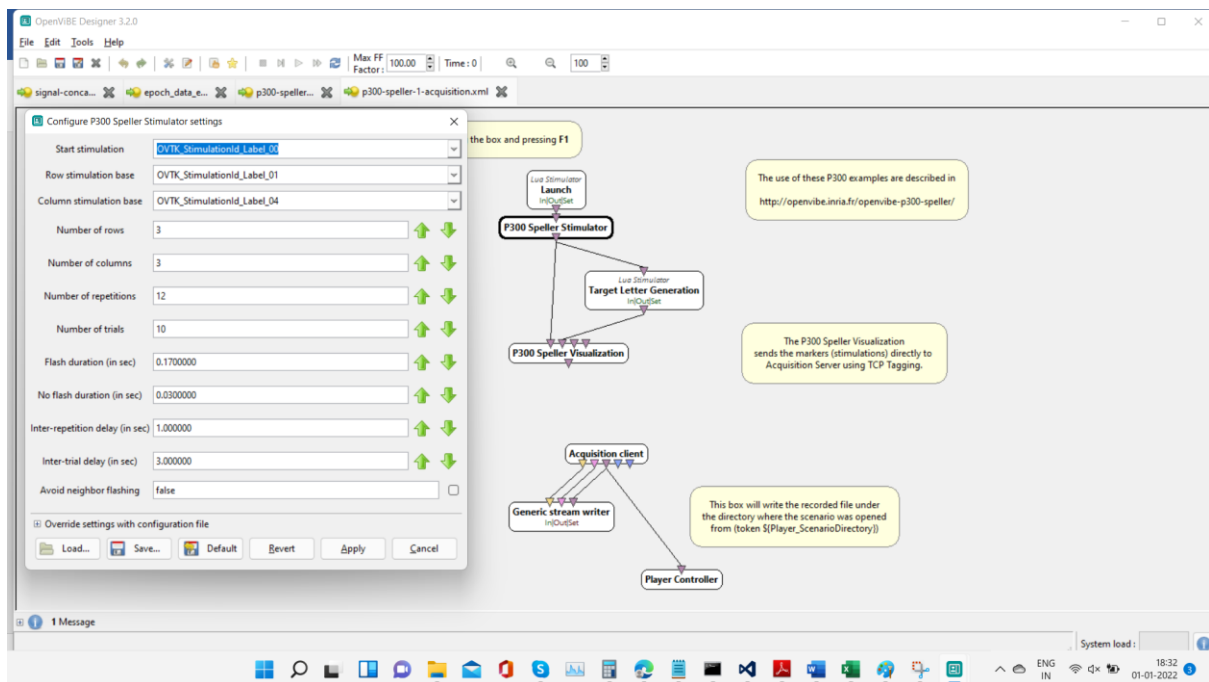 OpenViBE Designer 3.2.0
File Edit Tools Help
Max FF
Factor: 100.00 Time : 0 100
signal-conca... epoch_data_e... p300-speller... p300-speller-1-acquisition.xml
Configure P300 Speller Stimulator settings
Start stimulation OVTK_StimulationId_Label_00
Row stimulation base OVTK_StimulationId_Label_01
Column stimulation base OVTK_StimulationId_Label_04
Number of rows 3
Number of columns 3
Number of repetitions 12
Number of trials 10
Flash duration (in sec) 0.1700000
No flash duration (in sec) 0.0300000
Inter-repetition delay (in sec) 1.000000
Inter-trial delay (in sec) 3.000000
Avoid neighbor flashing false
Override settings with configuration file
Load... Save... Default Revert Apply Cancel
the box and pressing F1
Lua Stimulator
Launch
In|Out|Set
P300 Speller Stimulator
Lua Stimulator
Target Letter Generation
In|Out|Set
P300 Speller Visualization
The use of these P300 examples are described in
http://openvibe.inria.fr/openvibe-p300-speller/
The P300 Speller Visualization
sends the markers (stimulations) directly to
Acquisition Server using TCP Tagging.
Acquisition client
Generic stream writer
In|Out|Set
Player Controller
This box will write the recorded file under
the directory where the scenario was opened
from (token ${Player_ScenarioDirectory})
1 Message
System load :
ENG
IN
18:32
01-01-2022
3